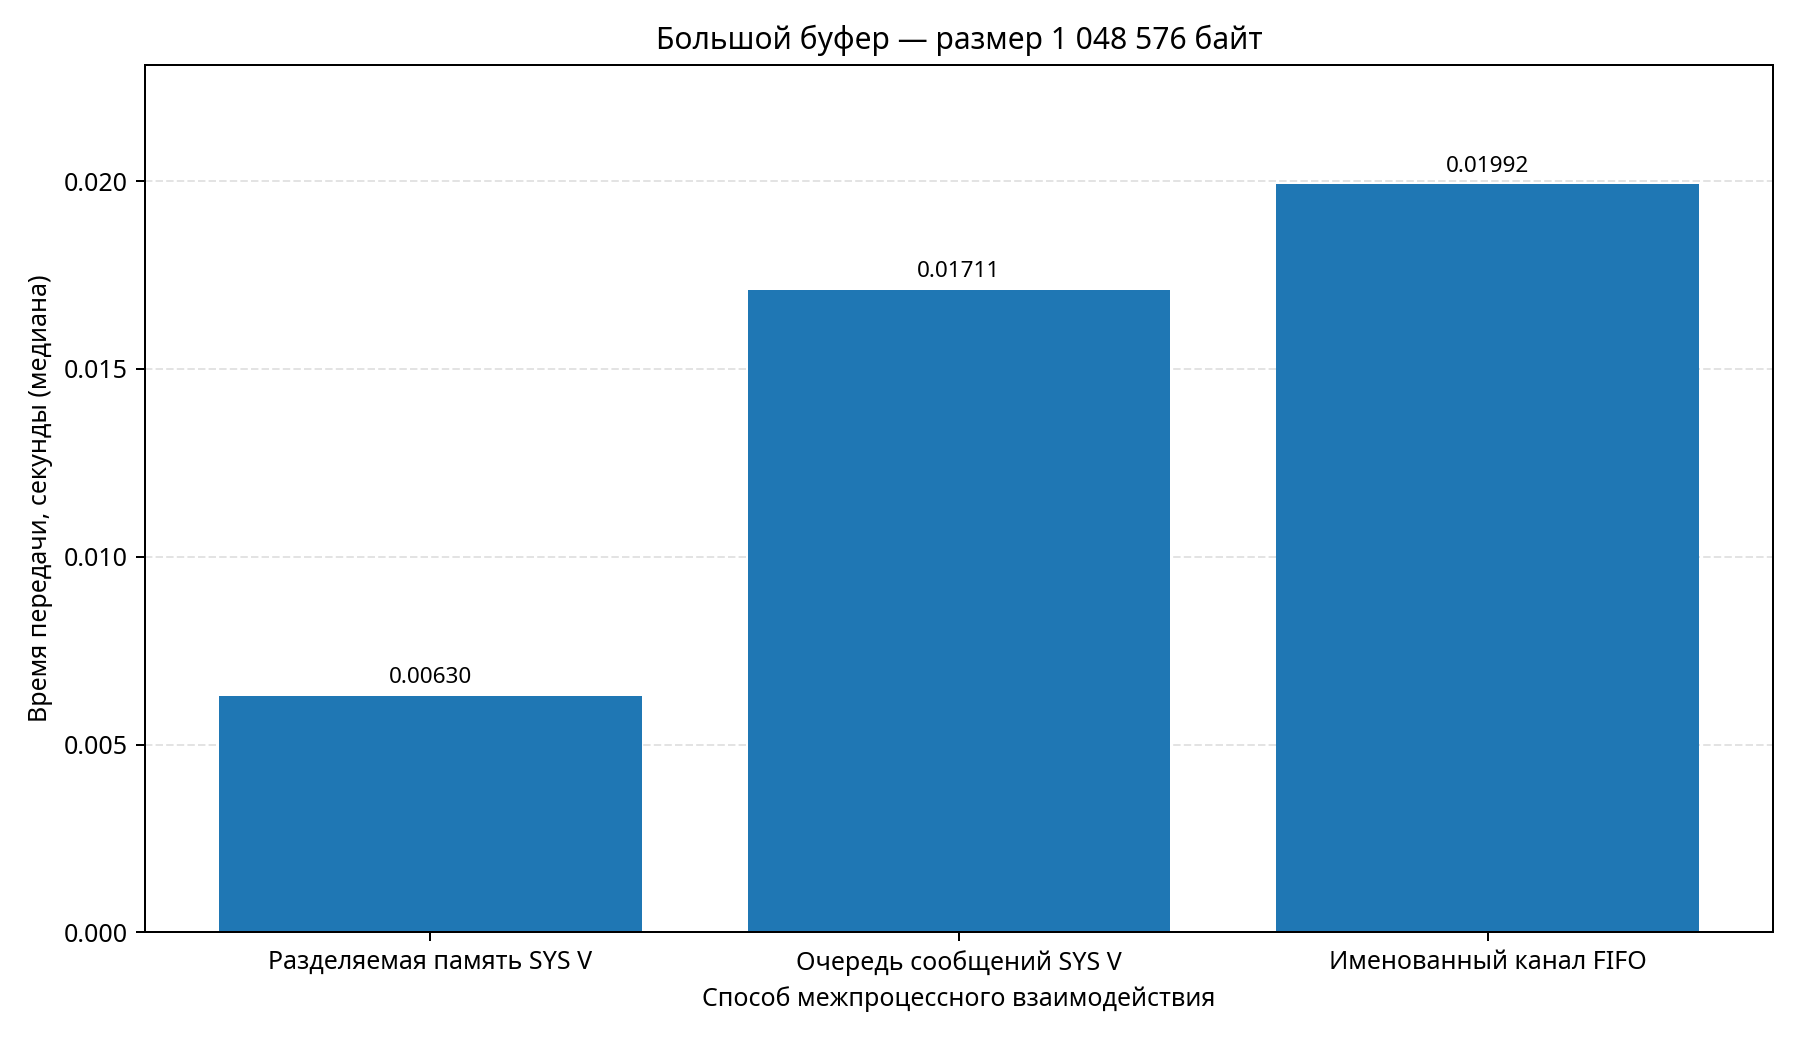 Большой буфер — размер 1 048 576 байт
Время передачи, секунды (медиана)
0.020
0.015
0.010
0.005
0.000
0.00630
0.01711
0.01992
Разделяемая память SYS V
Очередь сообщений SYS V
Именованный канал FIFO
Способ межпроцессного взаимодействия